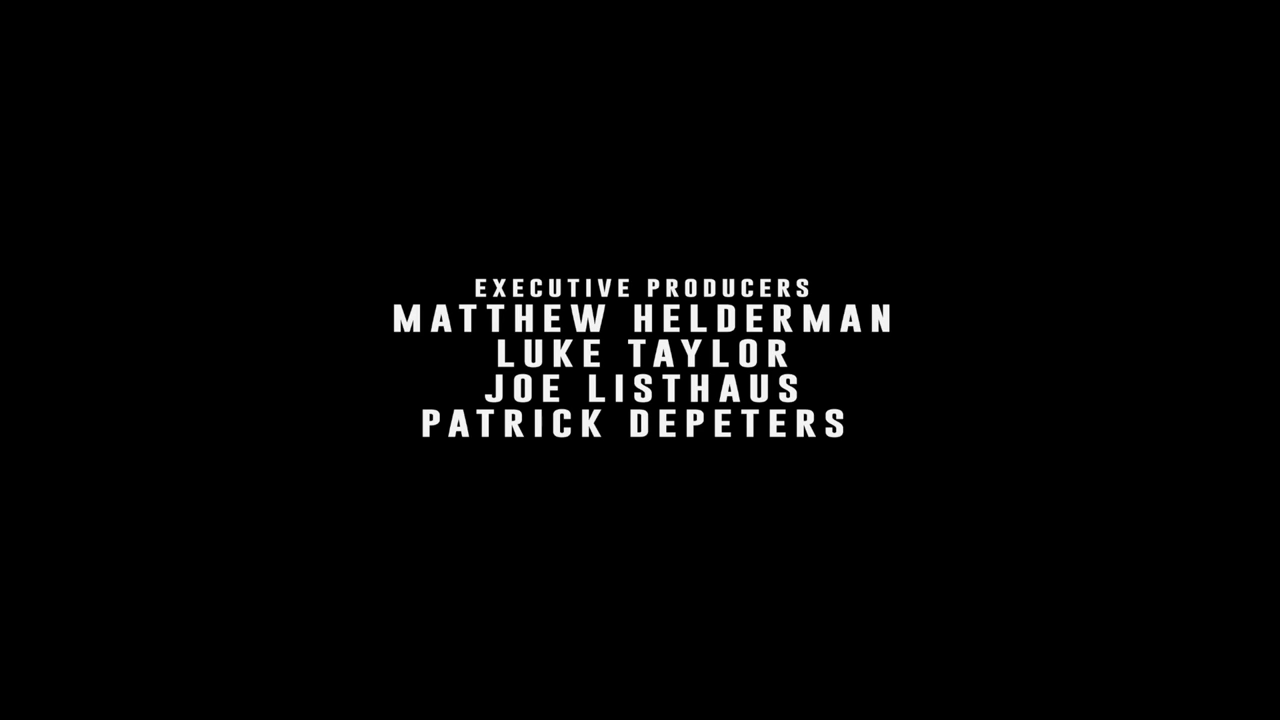 EXECUTIVE PRODUCERS
MATTHEW HELDERMAN
LUKE TAYLOR
JOE LISTHAUS
PATRICK DEPETERS